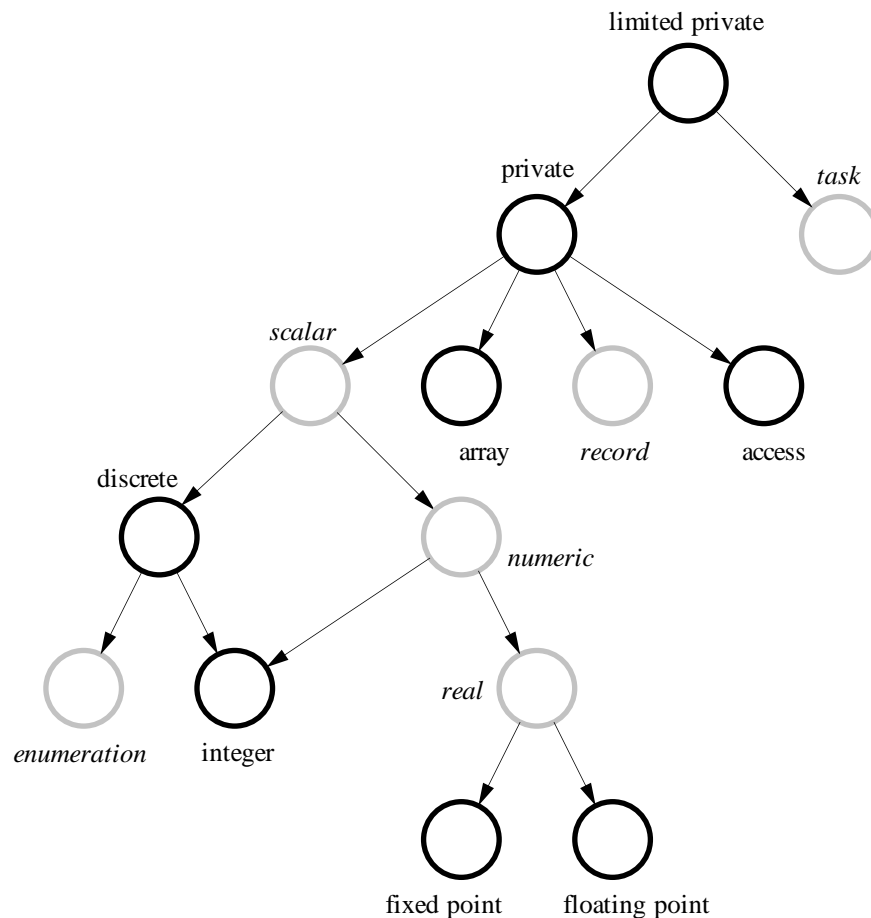 limited private
private
task
scalar
array
record
access
discrete
numeric
real
enumeration
integer
fixed point
floating point